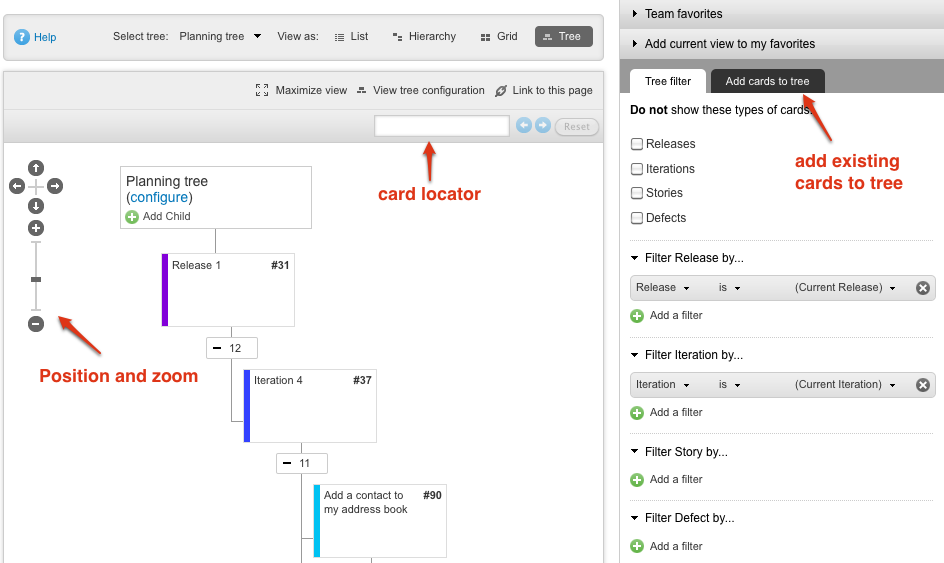 Help
Select tree: Planning tree
View as: List Hierarchy Grid Tree
Maximize view View tree configuration Link to this page
Reset
card locator
Planning tree
(configure)
Add Child
Release 1 #31
12
Iteration 4 #37
11
Add a contact to #90
my address book
Position and zoom
Team favorites
Add current view to my favorites
Tree filter Add cards to tree
Do not show these types of cards:
Releases
Iterations
Stories
Defects
add existing
cards to tree
Filter Release by...
Release is (Current Release)
Add a filter
Filter Iteration by...
Iteration is (Current Iteration)
Add a filter
Filter Story by...
Add a filter
Filter Defect by...
Add a filter